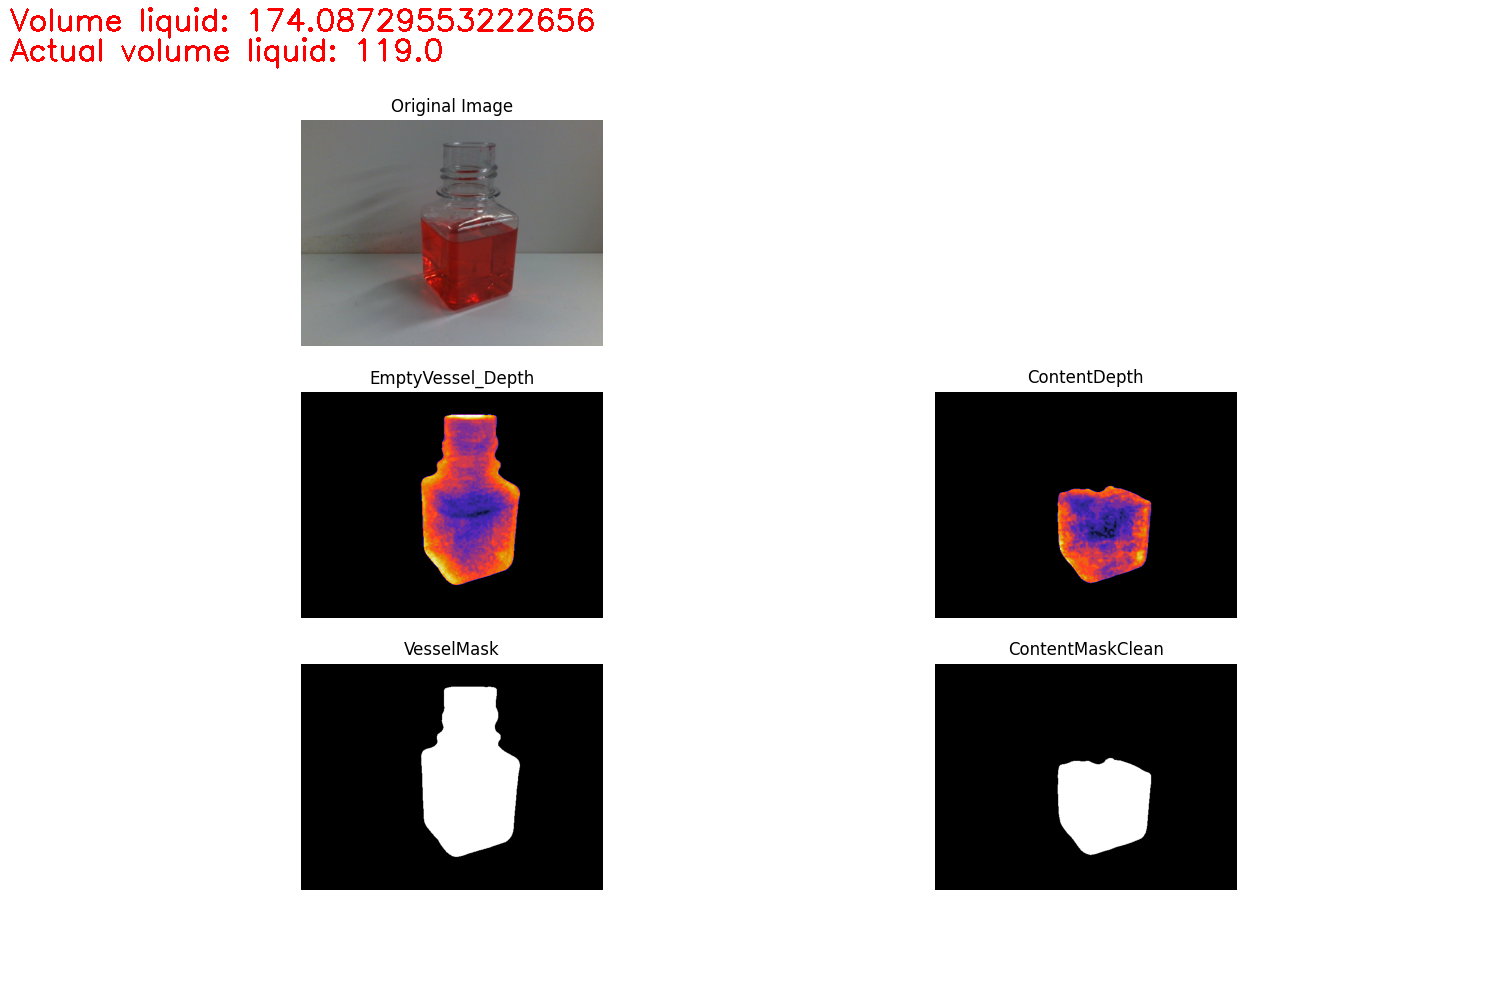 Volume liquid: 174.08729553222656
Actual volume liquid: 119.0
Original Image
EmptyVessel_Depth
ContentDepth
VesselMask
ContentMaskClean